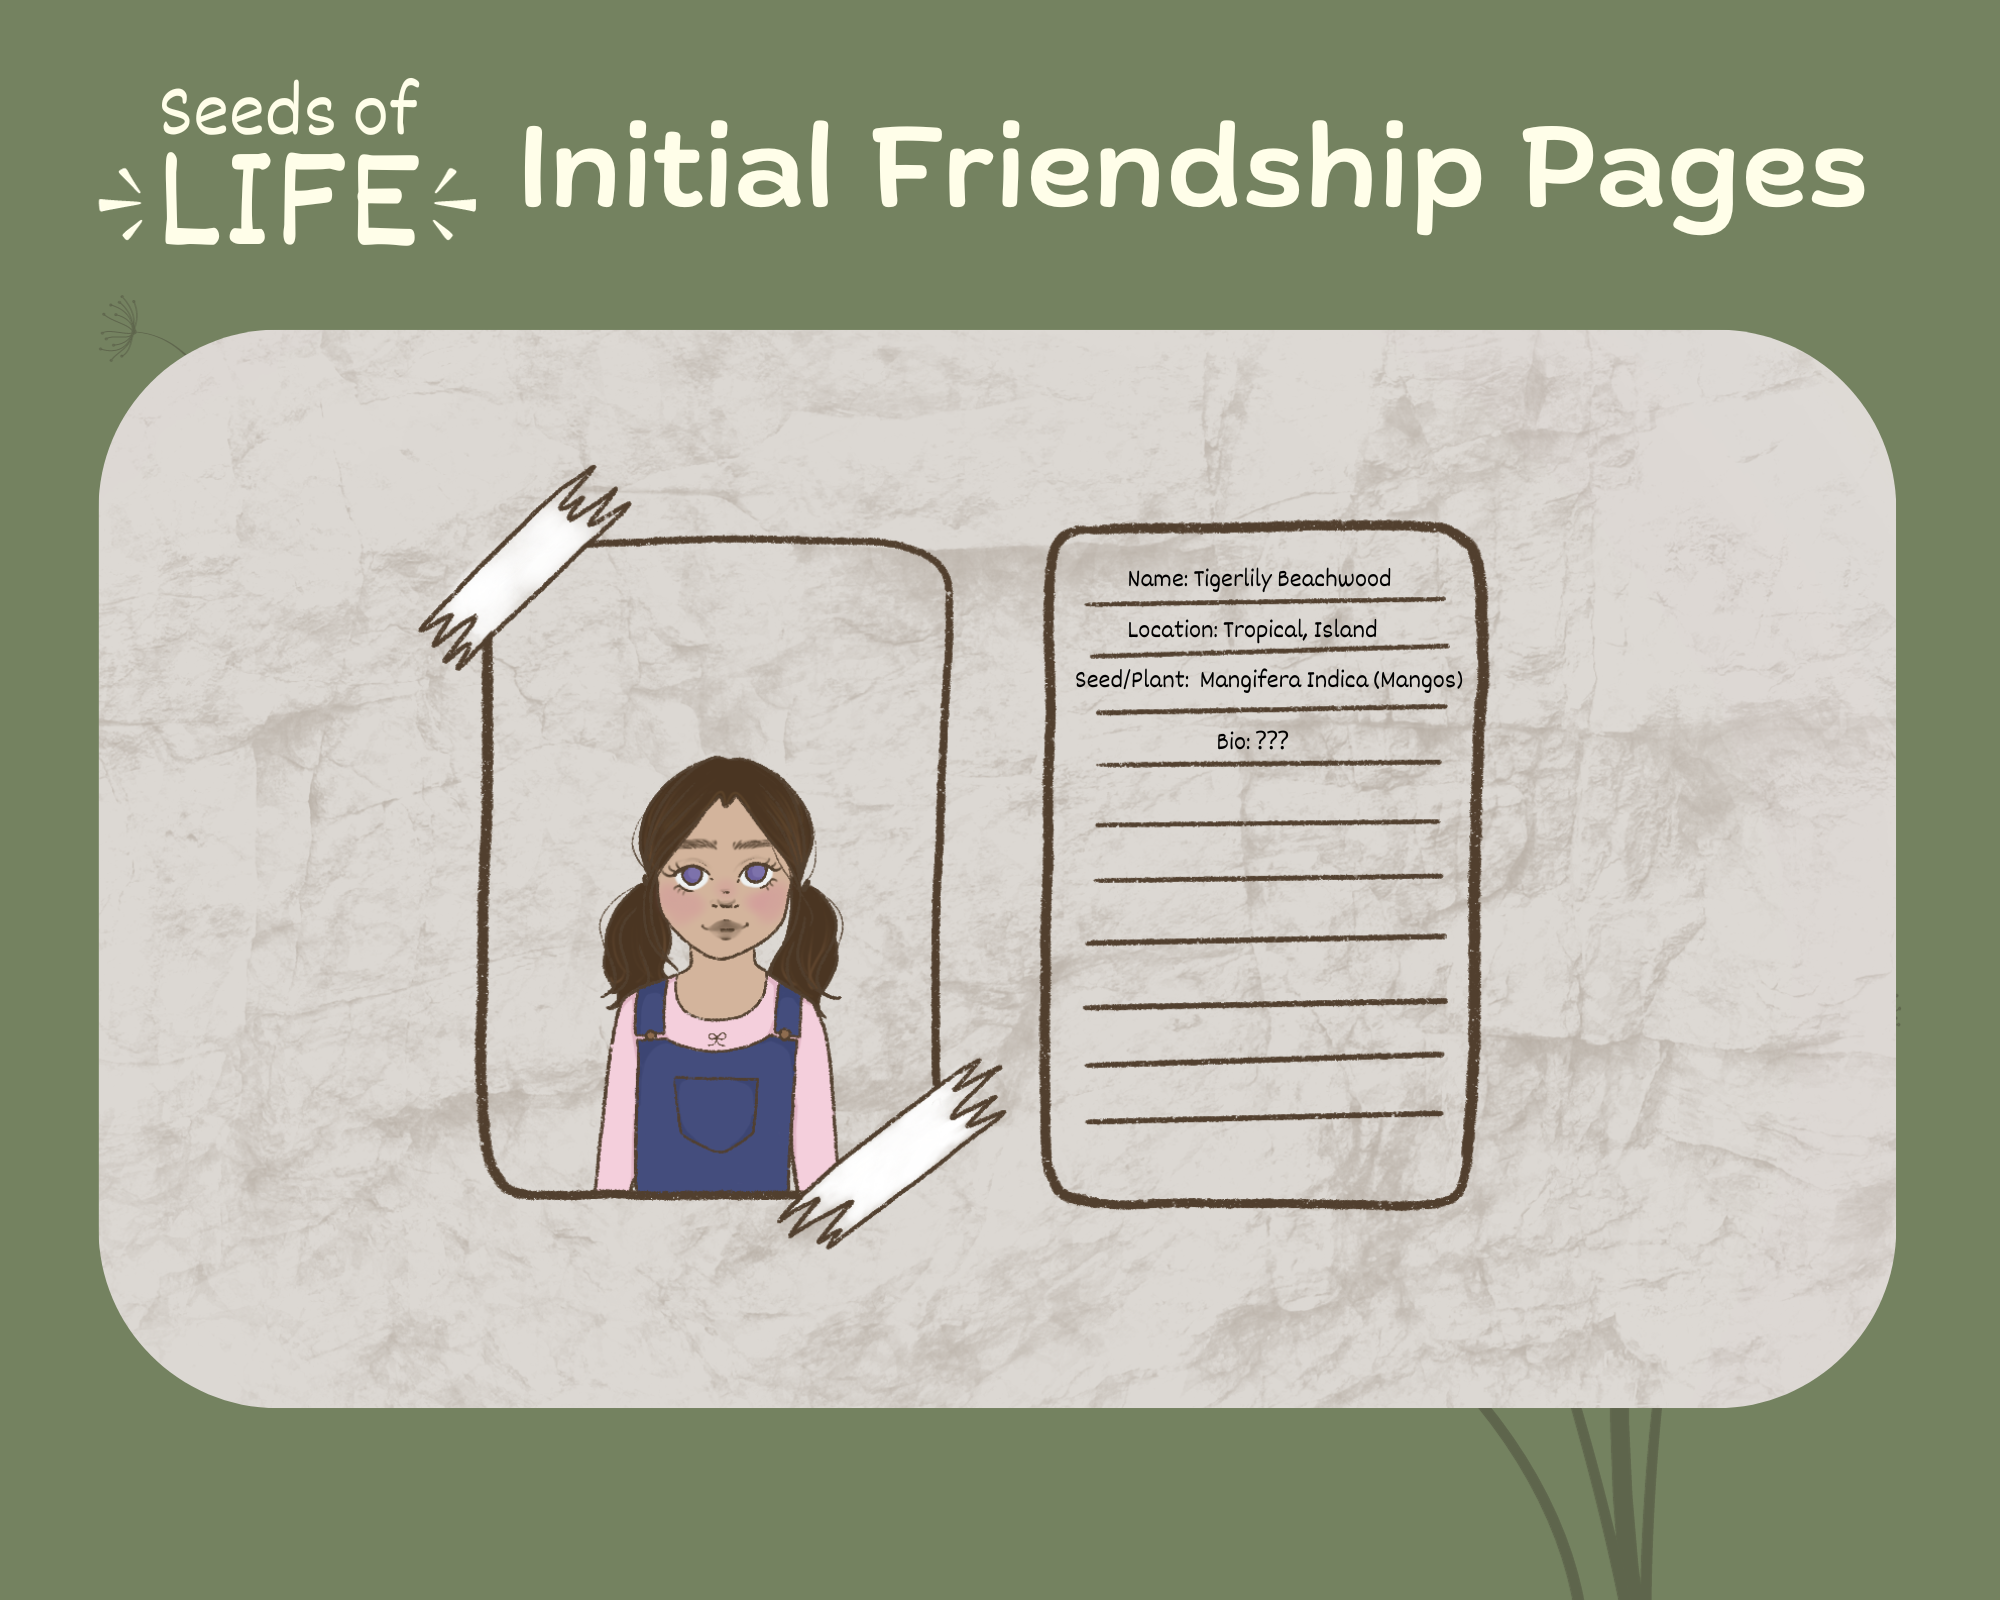 Seeds of
LIFE
Initial Friendship Pages
Name: Tigerlily Beachwood
Location: Tropical, Island
Seed/Plant:  Mangifera Indica (Mangos)
Bio: ???